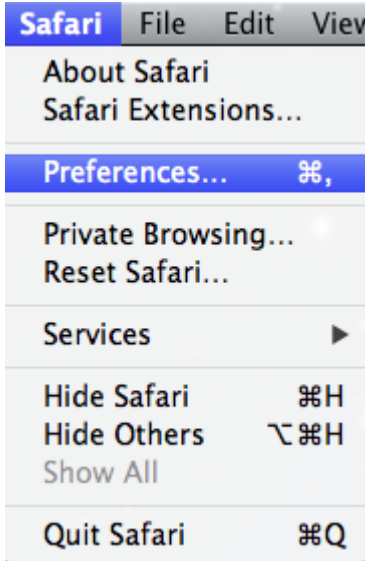 Safari File Edit View
About Safari
Safari Extensions...
Preferences... ⌘,
Private Browsing...
Reset Safari...
Services ▶
Hide Safari ⌘H
Hide Others ⌥⌘H
Show All
Quit Safari ⌘Q